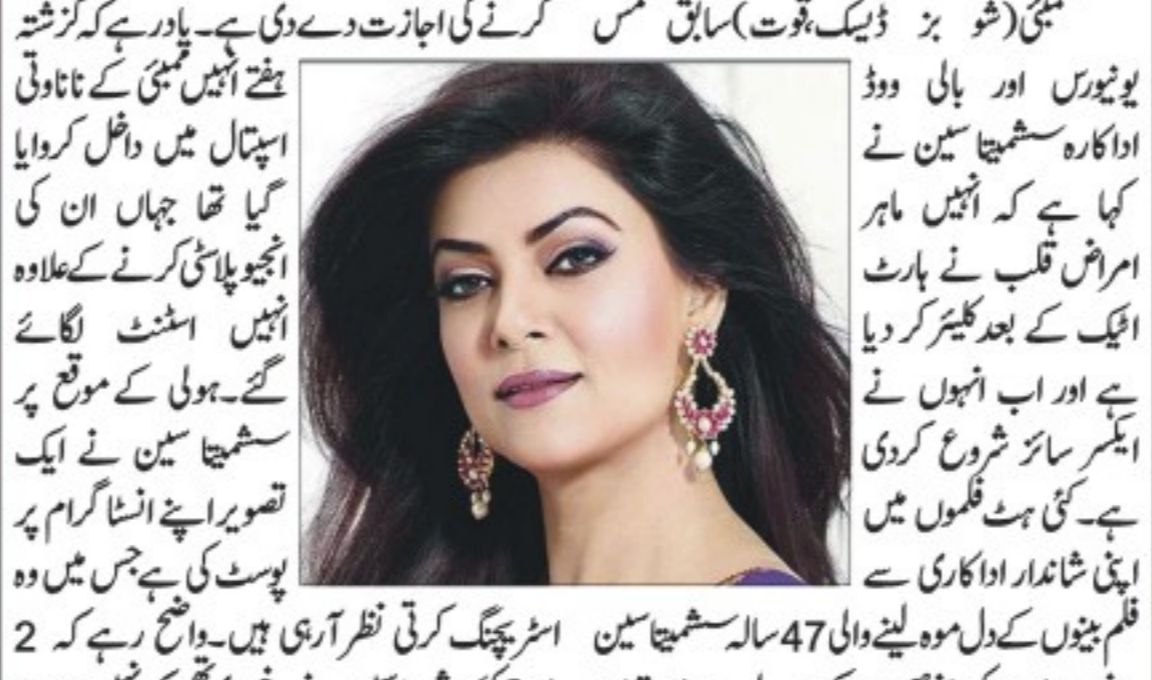 ممبئی(شو بز ڈیسک،قوت)سابق مس
یونیورس اور بالی ووڈ
اداکارہ سشمیتا سین نے
کہا ہے کہ انہیں ماہر
امراض قلب نے ہارٹ
اٹیک کے بعد کلیئر کر دیا
ہے اور اب انہوں نے
ایکسر سائز شروع کردی
ہے۔کئی ہٹ فلموں میں
اپنی شاندار اداکاری سے
فلم بینوں کے دل موہ لینے والی 47 سالہ سشمیتا سین
کرنے کی اجازت دے دی ہے۔یاد رہے کہ گزشتہ
ہفتے انہیں ممبئی کے ناناوتی
اسپتال میں داخل کروایا
گیا تھا جہاں ان کی
انجیو پلاسٹی کرنے کے علاوہ
انہیں اسٹنٹ لگائے
گئے۔ہولی کے موقع پر
سشمیتا سین نے ایک
تصویر اپنے انسٹا گرام پر
پوسٹ کی ہے جس میں وہ
اسٹریچنگ کرتی نظر آرہی ہیں۔واضح رہے کہ 2